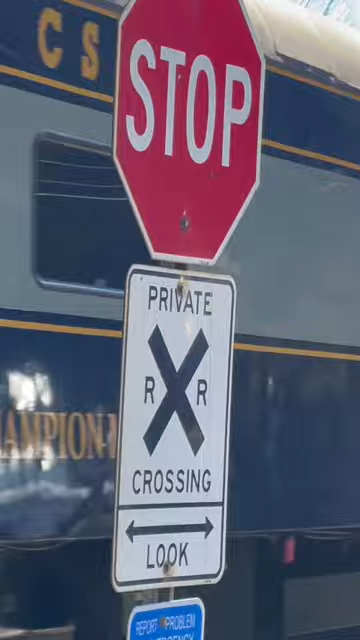 C S
STOP
PRIVATE
R R
CROSSING
LOOK
REPORT PROBLEM